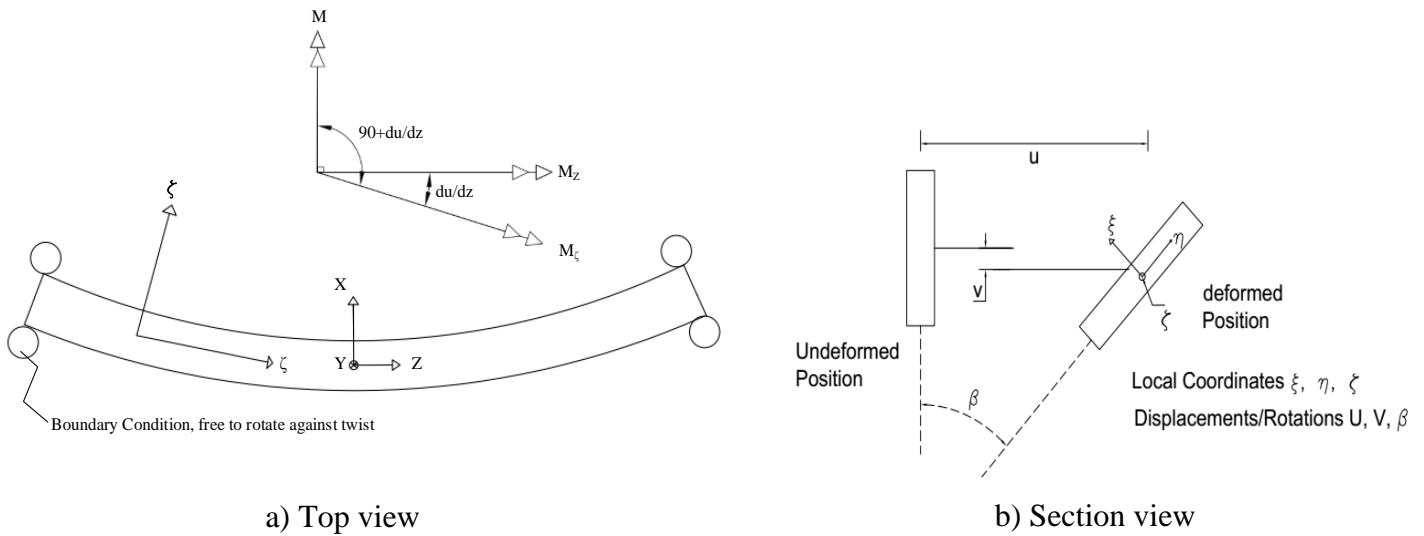 M
90+du/dz
M_Z
du/dz
M_ζ
ξ
X
Y
Z
ζ
Boundary Condition, free to rotate against twist
a) Top view
u
ξ
η
v
ζ
deformed
Position
Undeformed
Position
β
Local Coordinates ξ, η, ζ
Displacements/Rotations U, V, β
b) Section view